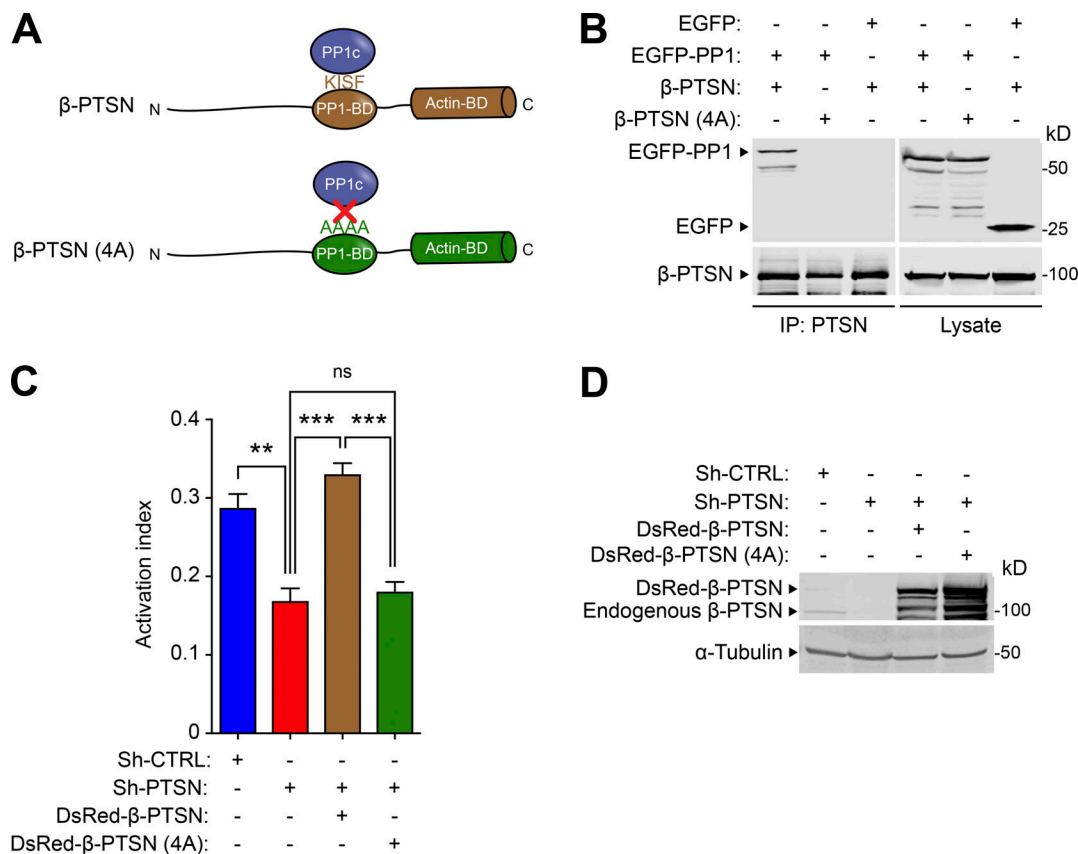 A
PP1c
KISF
β-PTSN N PP1-BD Actin-BD C
PP1c
AAAA
β-PTSN (4A) N PP1-BD Actin-BD C
B
EGFP: - - + - - +
EGFP-PP1: + + - + + -
β-PTSN: + - + + - +
β-PTSN (4A): - + - - + -
kD
EGFP-PP1
-50
EGFP -25
β-PTSN -100
IP: PTSN Lysate
C
ns
** *** ***
0.4
0.3
0.2
0.1
0
Activation index
Sh-CTRL: + - - -
Sh-PTSN: - + + +
DsRed-β-PTSN: - - + -
DsRed-β-PTSN (4A): - - - +
D
Sh-CTRL: + - - -
Sh-PTSN: - + + +
DsRed-β-PTSN: - - + -
DsRed-β-PTSN (4A): - - - +
kD
DsRed-β-PTSN
Endogenous β-PTSN -100
α-Tubulin -50